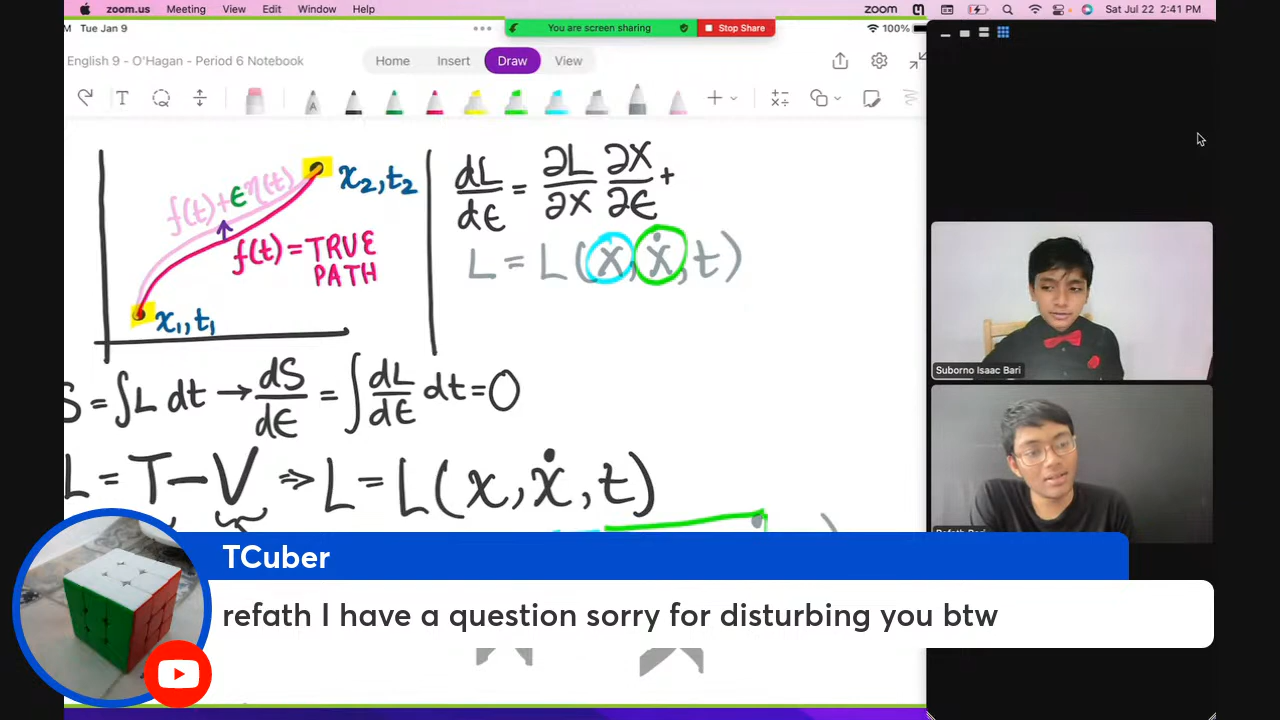 zoom.us Meeting View Edit Window Help
zoom
Sat Jul 22 2:41 PM
M Tue Jan 9
You are screen sharing
Stop Share
100%
English 9 - O'Hagan - Period 6 Notebook
Home Insert Draw View
T
A
f(t)+ϵη(t)
x₂,t₂
f(t)=TRUE
PATH
x₁,t₁
dL/dϵ = ∂L/∂x ∂x/∂ϵ +
L = L(x,ẋ,t)
S = ∫L dt → dS/dϵ = ∫ dL/dϵ dt = 0
L = T-V ⇒ L = L(x,ẋ,t)
)
Suborno Isaac Bari
Refath Bari
TCuber
refath I have a question sorry for disturbing you btw